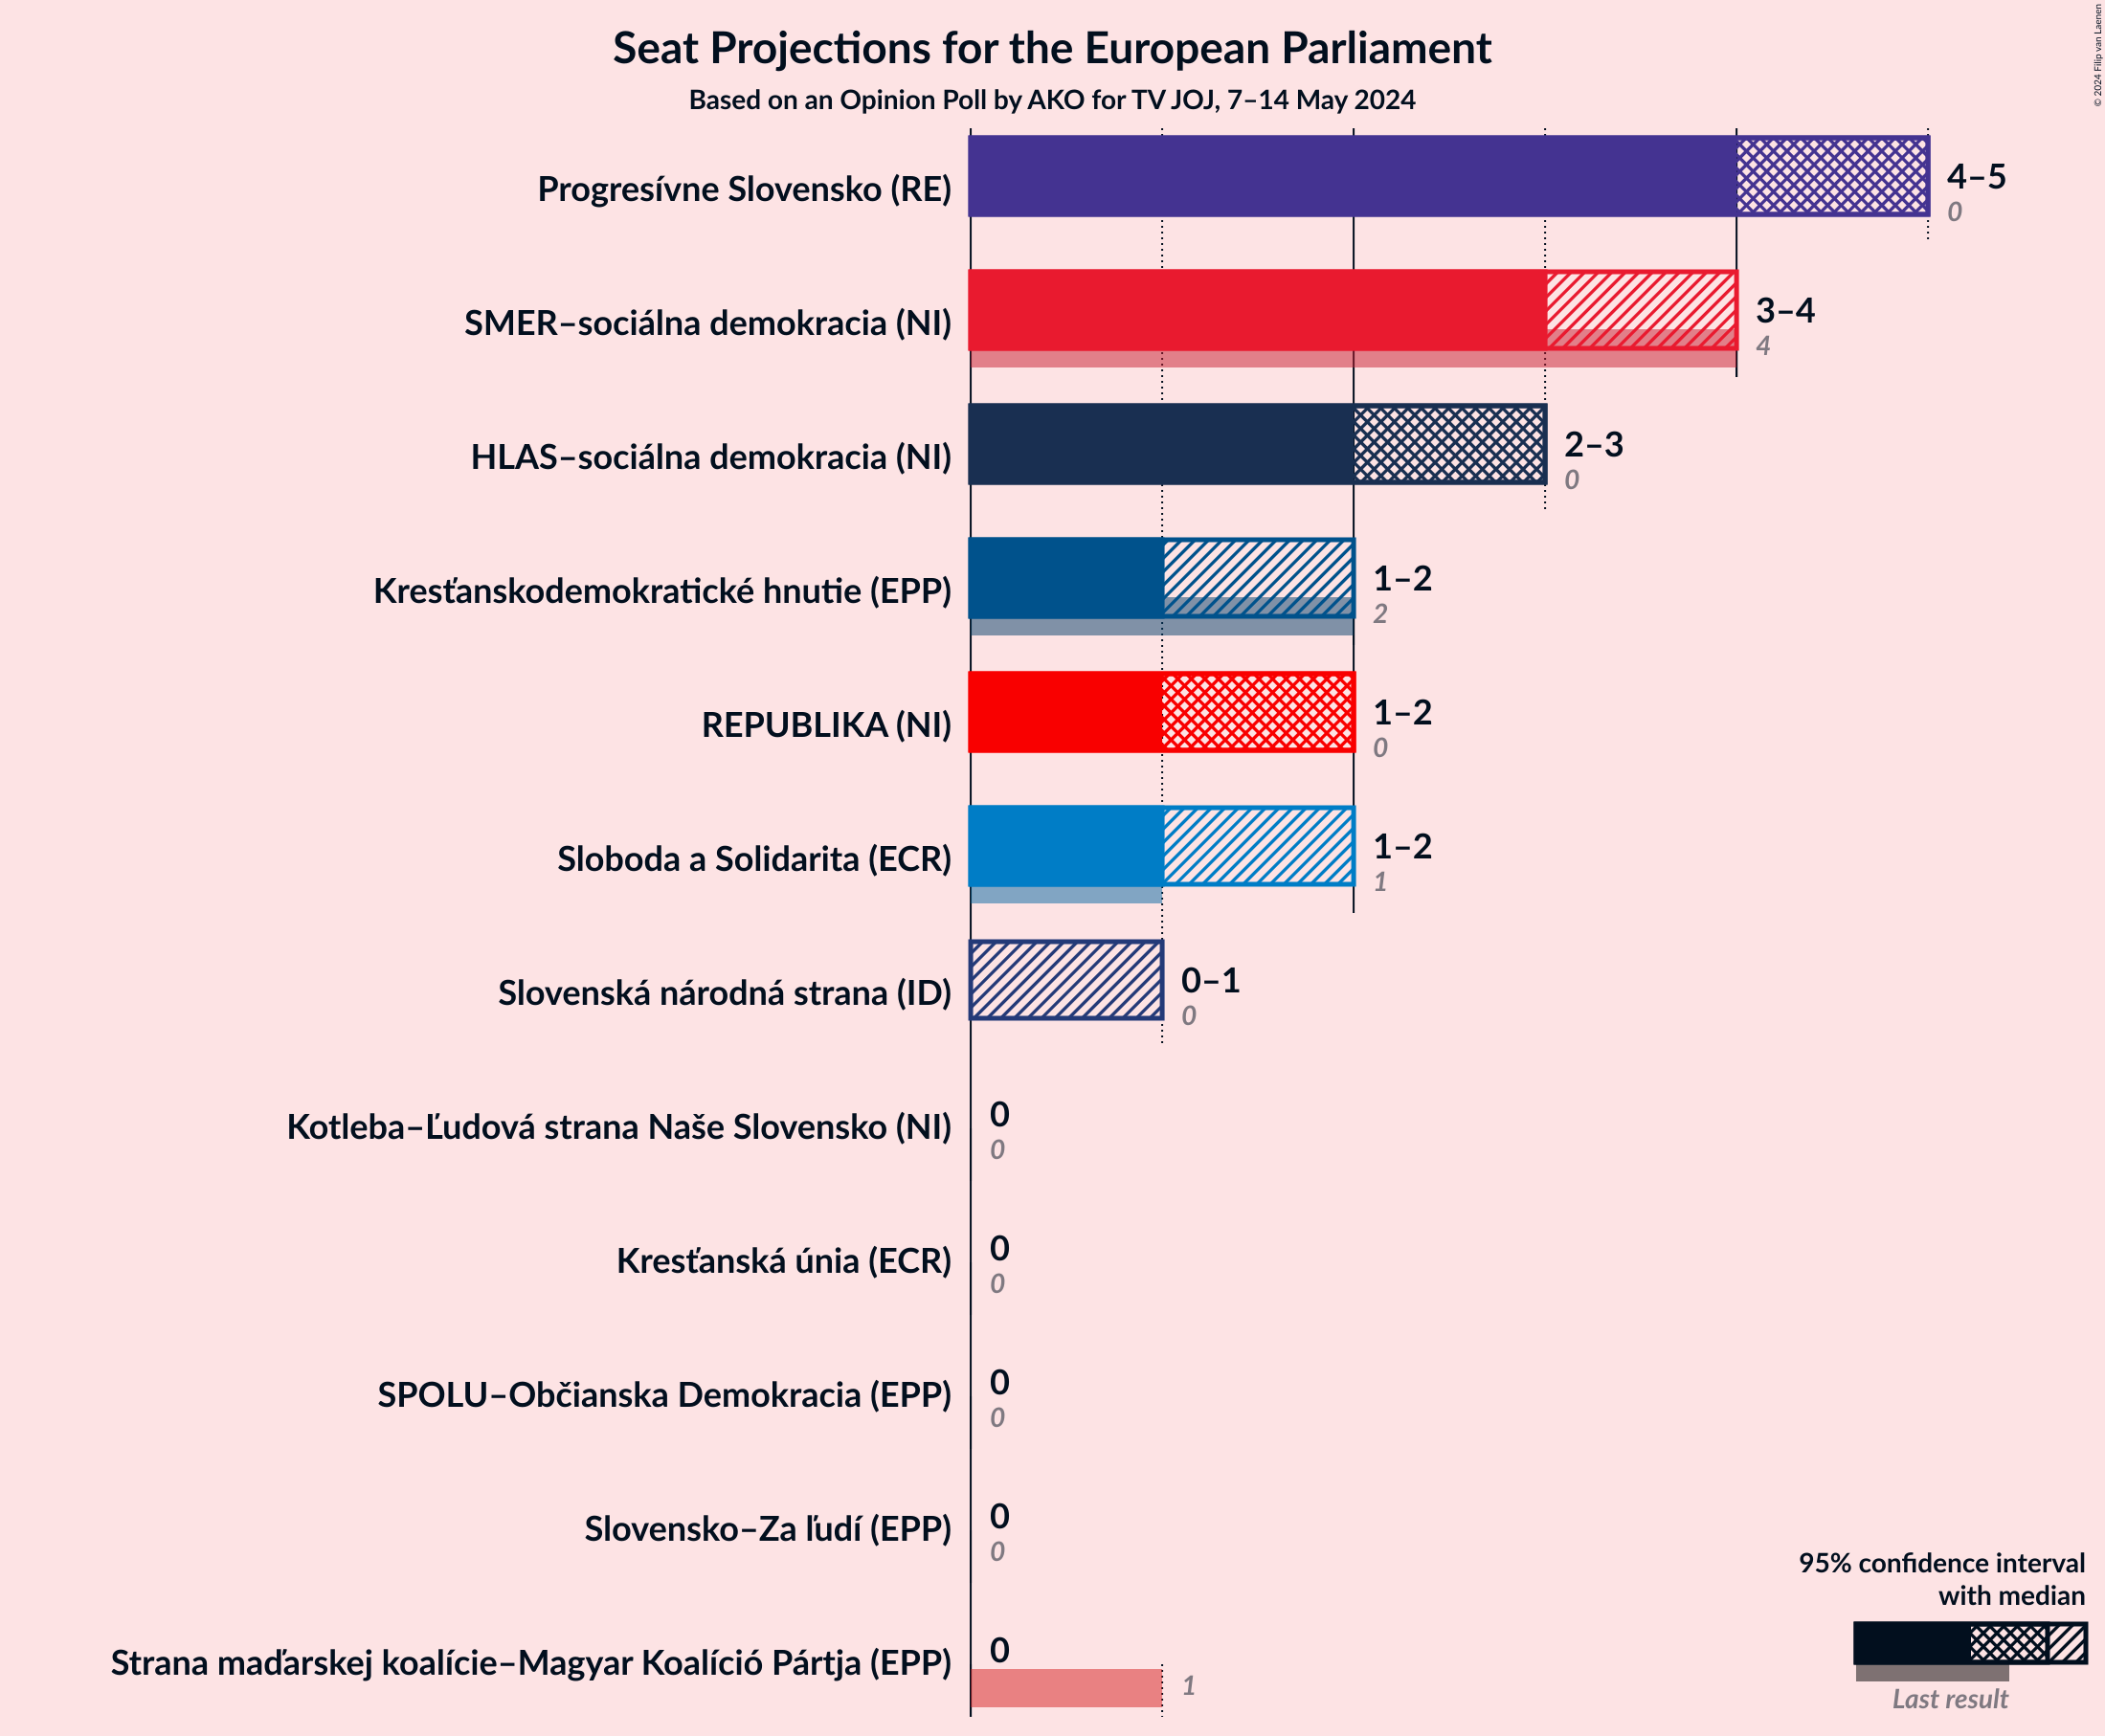 Seat Projections for the European Parliament
Based on an Opinion Poll by AKO for TV JOJ, 7–14 May 2024
© 2024 Filip van Laenen
Progresívne Slovensko (RE)
4–5
0
SMER–sociálna demokracia (NI)
3–4
4
HLAS–sociálna demokracia (NI)
2–3
0
Kresťanskodemokratické hnutie (EPP)
1–2
2
REPUBLIKA (NI)
1–2
0
Sloboda a Solidarita (ECR)
1–2
1
Slovenská národná strana (ID)
0–1
0
Kotleba–Ľudová strana Naše Slovensko (NI)
0
0
Kresťanská únia (ECR)
0
0
SPOLU–Občianska Demokracia (EPP)
0
0
Slovensko–Za ľudí (EPP)
0
0
Strana maďarskej koalície–Magyar Koalíció Pártja (EPP)
0
1
95% confidence interval
with median
Last result